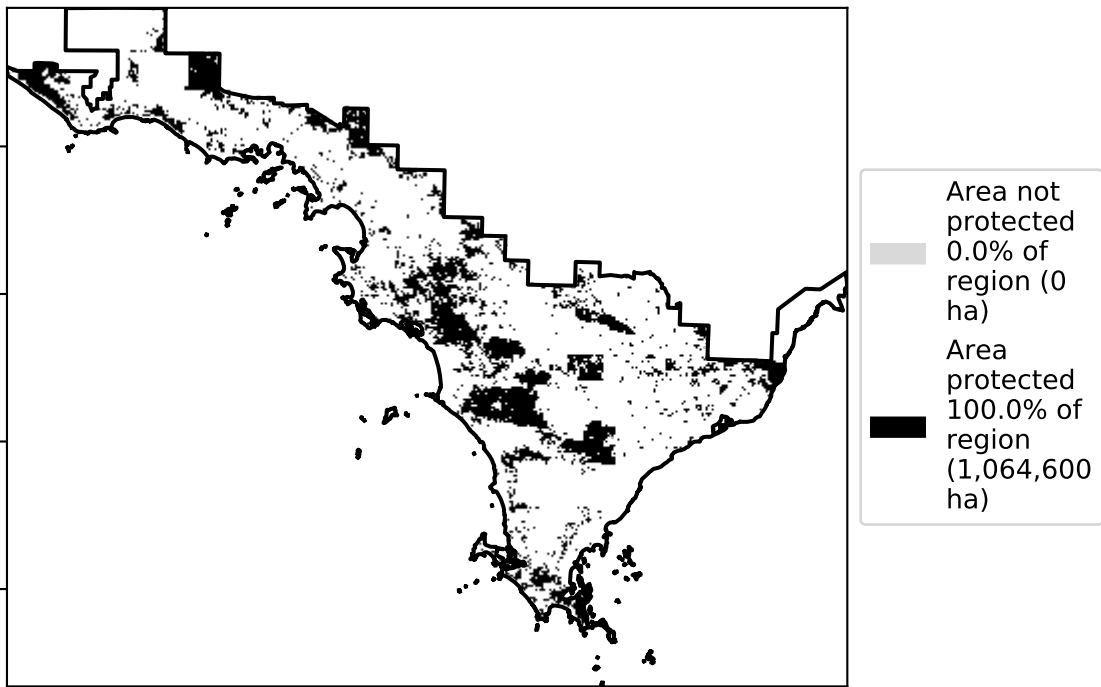 Area not
protected
0.0% of
region (0
ha)
Area
protected
100.0% of
region
(1,064,600
ha)